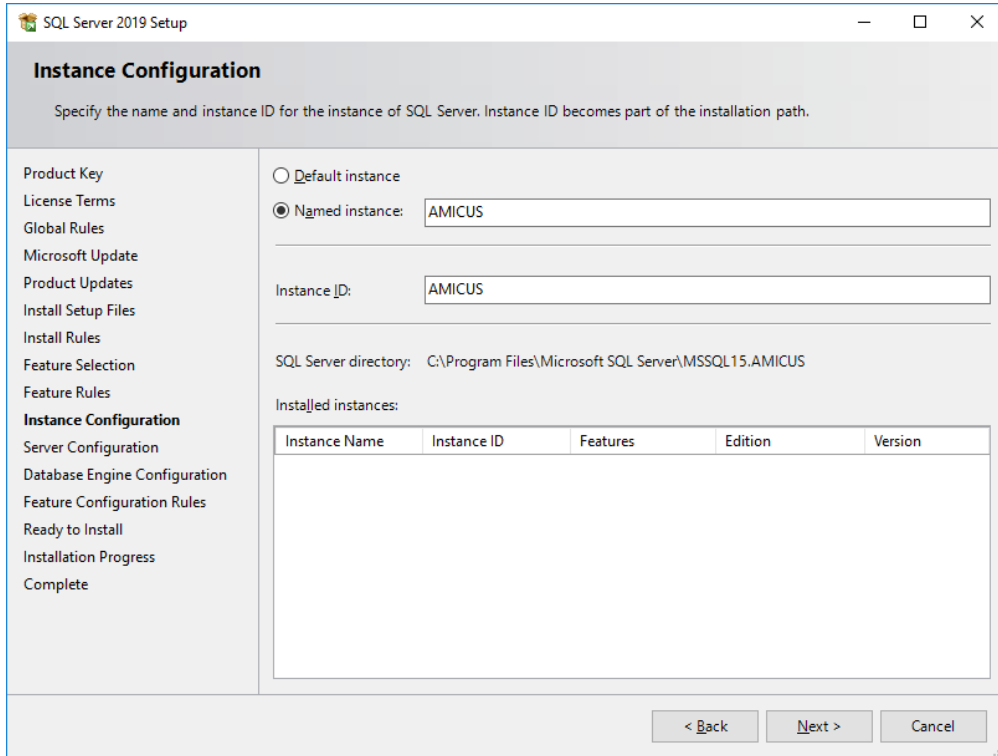 SQL Server 2019 Setup
Instance Configuration
Specify the name and instance ID for the instance of SQL Server. Instance ID becomes part of the installation path.
Product Key
License Terms
Global Rules
Microsoft Update
Product Updates
Install Setup Files
Install Rules
Feature Selection
Feature Rules
Instance Configuration
Server Configuration
Database Engine Configuration
Feature Configuration Rules
Ready to Install
Installation Progress
Complete
Default instance
Named instance: AMICUS
Instance ID: AMICUS
SQL Server directory: C:\Program Files\Microsoft SQL Server\MSSQL15.AMICUS
Installed instances:
Instance Name Instance ID Features Edition Version
< Back Next > Cancel